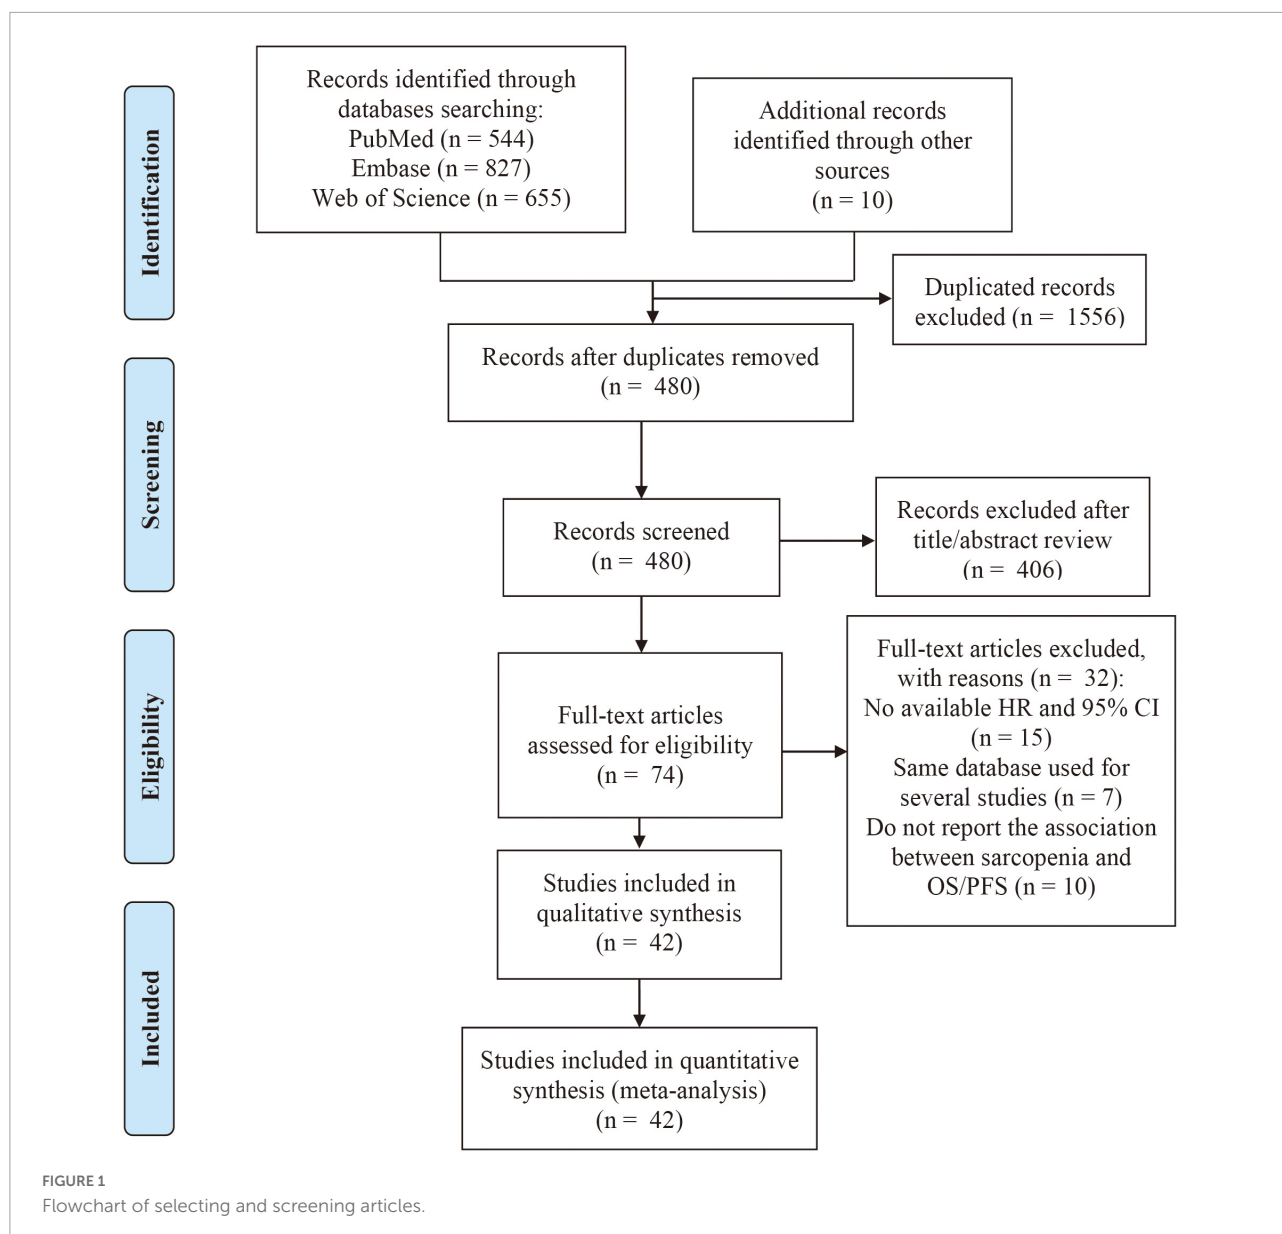 Identification
Records identified through
databases searching:
PubMed (n = 544)
Embase (n = 827)
Web of Science (n = 655)
Additional records
identified through other
sources
(n = 10)
Duplicated records
excluded (n = 1556)
Records after duplicates removed
(n = 480)
Screening
Records screened
(n = 480)
Records excluded after
title/abstract review
(n = 406)
Eligibility
Full-text articles
assessed for eligibility
(n = 74)
Full-text articles excluded,
with reasons (n = 32):
No available HR and 95% CI
(n = 15)
Same database used for
several studies (n = 7)
Do not report the association
between sarcopenia and
OS/PFS (n = 10)
Studies included in
qualitative synthesis
(n = 42)
Included
Studies included in quantitative
synthesis (meta-analysis)
(n = 42)
FIGURE 1
Flowchart of selecting and screening articles.